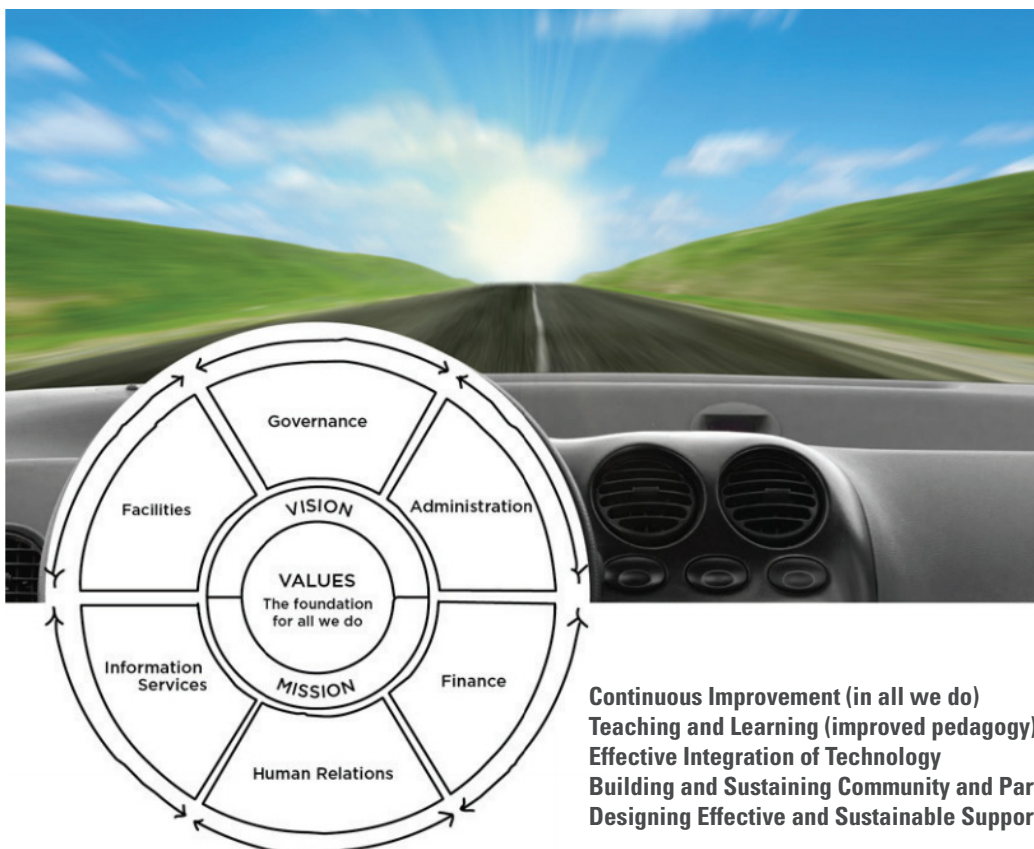 Governance
Facilities
Administration
VISION
VALUES
The foundation
for all we do
MISSION
Information
Services
Finance
Human Relations
Continuous Improvement (in all we do)
Teaching and Learning (improved pedagogy)
Effective Integration of Technology
Building and Sustaining Community and
Designing Effective and Sustainable